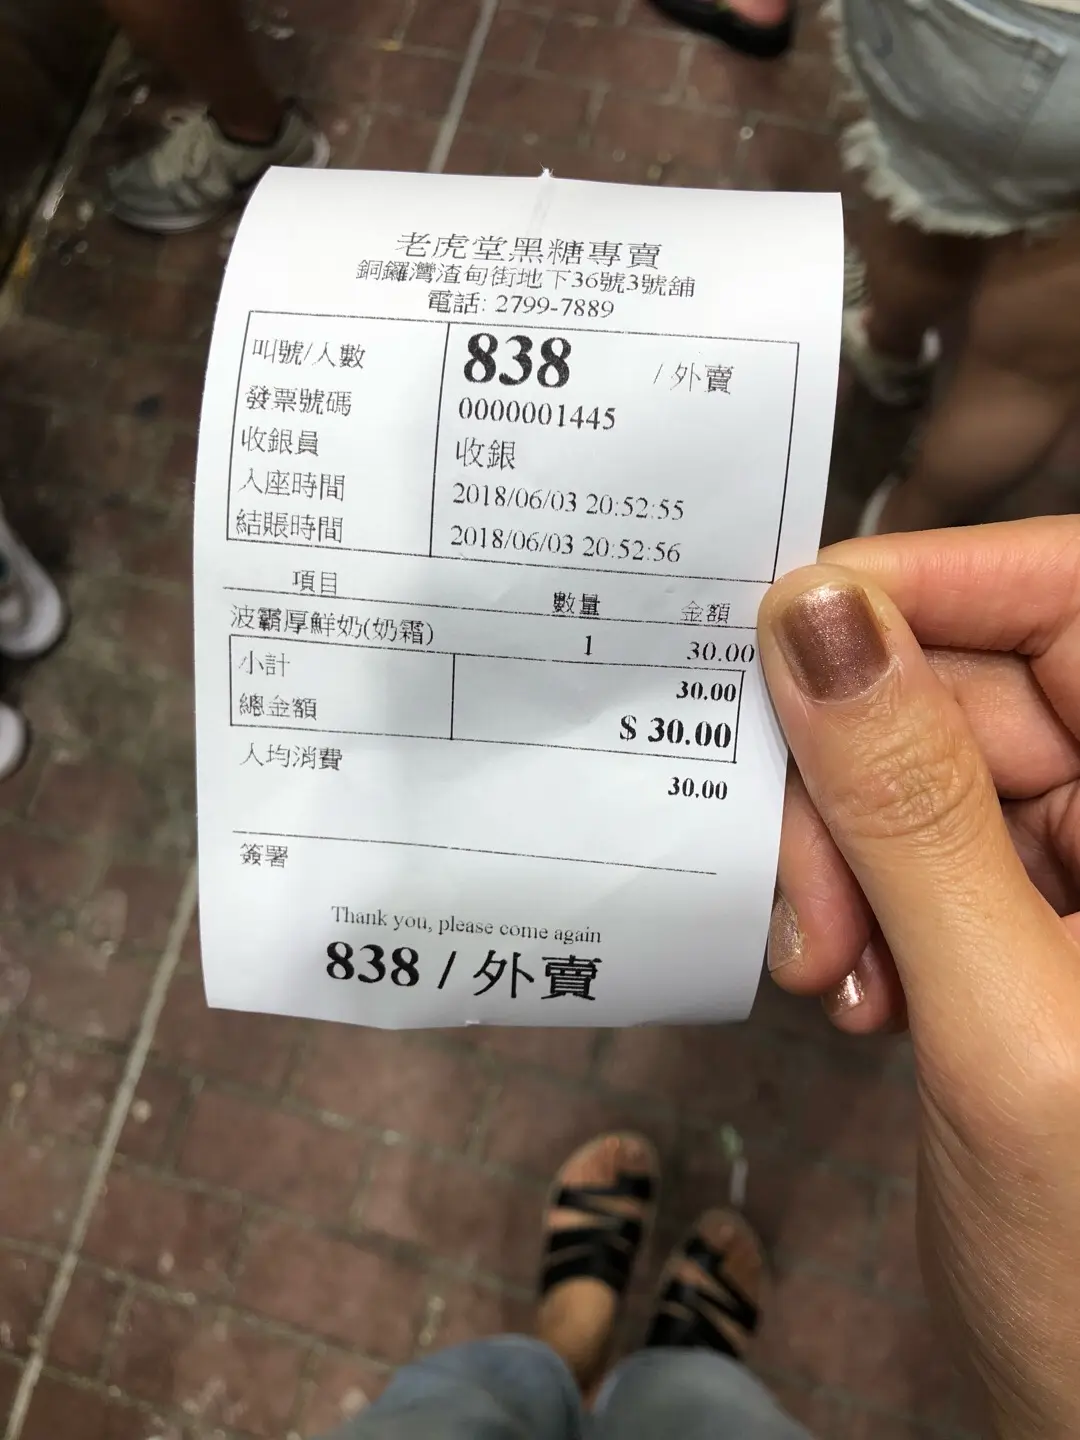 老虎堂黑糖專賣
銅鑼灣渣甸街地下36號3號舖
電話: 2799-7889
叫號/人數 838 /外賣
發票號碼 0000001445
收銀員 收銀
入座時間 2018/06/03 20:52:55
結賬時間 2018/06/03 20:52:56
項目 數量 金額
波霸厚鮮奶(奶霜) 1 30.00
小計 30.00
總金額 $ 30.00
人均消費 30.00
簽署
Thank you, please come again
838 / 外賣